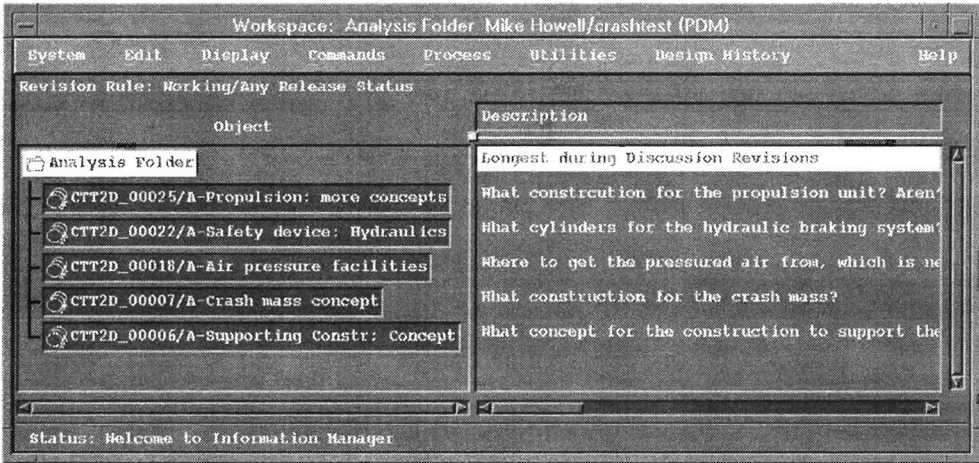 Workspace: Analysis Folder Mike Howell/crashtest (PDM)
System Edit Display Commands Process Utilities Design History Help
Revision Rule: Working/Any Release Status
Object
Description
Analysis Folder
Longest during Discussion Revisions
CTT2D_00025/A-Propulsion: more concepts
What constrcution for the propulsion unit? Aren'
CTT2D_00022/A-Safety device: Hydraulics
What cylinders for the hydraulic braking system?
CTT2D_00018/A-Air pressure facilities
Where to get the pressured air from, which is ne
CTT2D_00007/A-Crash mass concept
What construction for the crash mass?
CTT2D_00006/A-Supporting Constr: Concept
What concept for the construction to support the
Status: Welcome to Information Manager